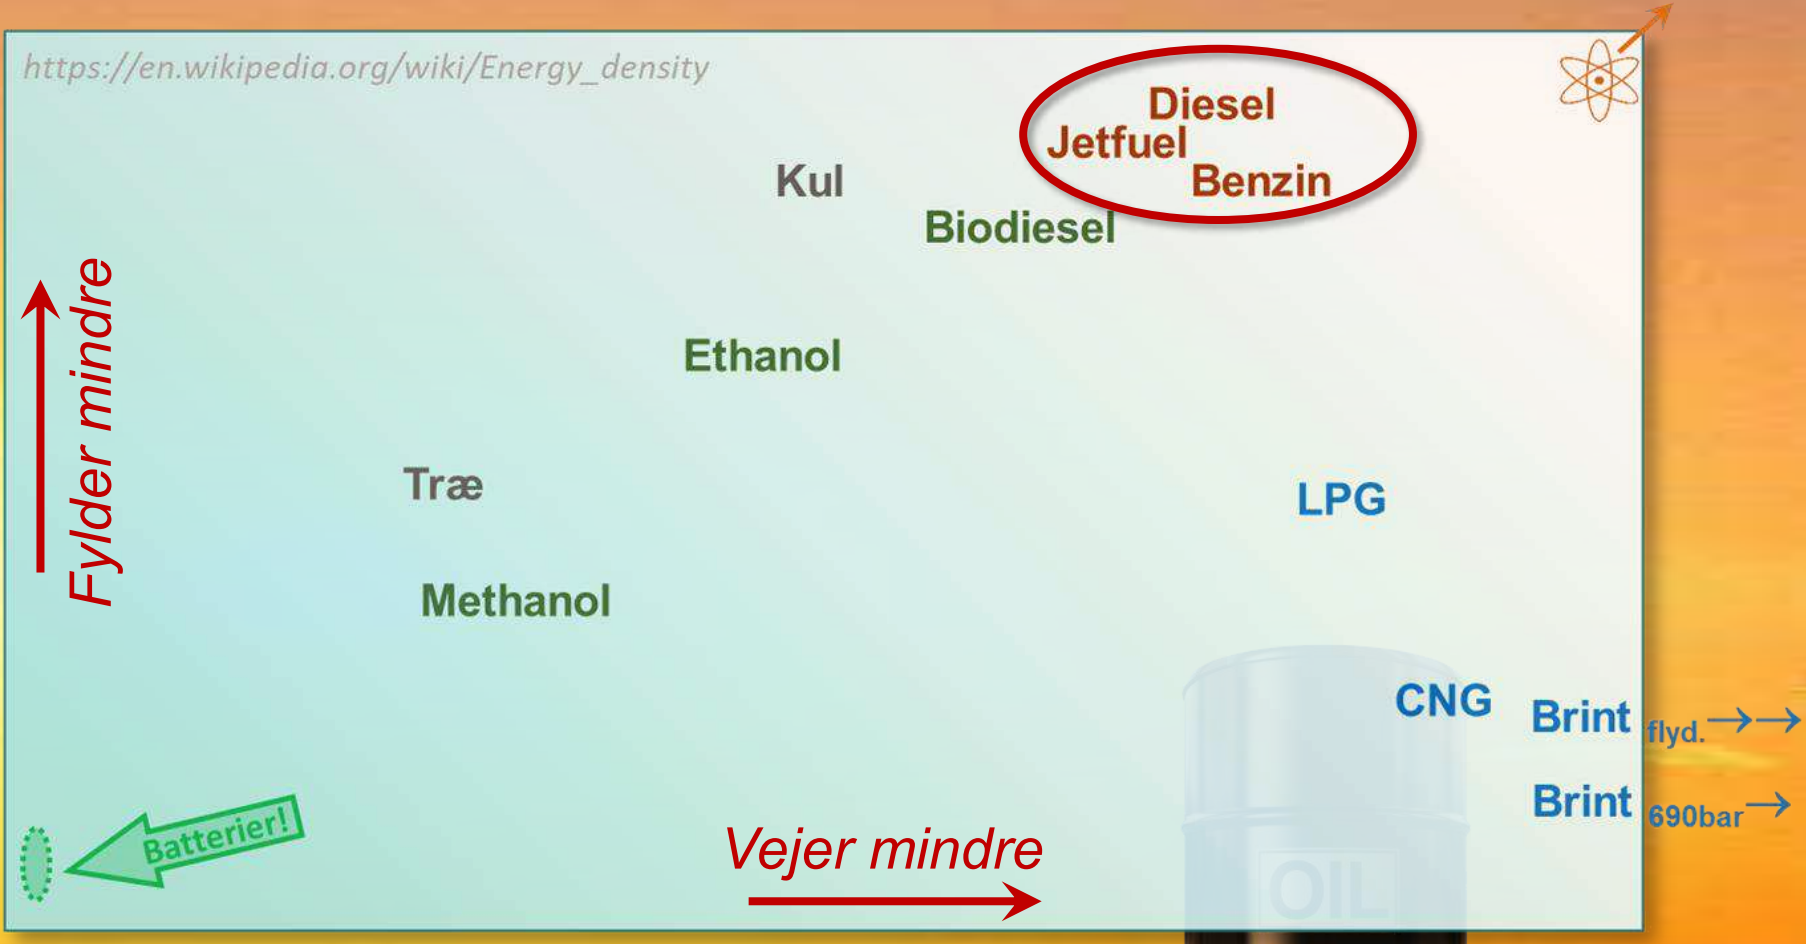 https://en.wikipedia.org/wiki/Energy_density
Diesel
Jetfuel
Kul
Benzin
Biodiesel
Fylder mindre
Ethanol
Træ
LPG
Methanol
CNG
Brint flyd.→→
Brint 690bar→
Batterier!
Vejer mindre
OIL